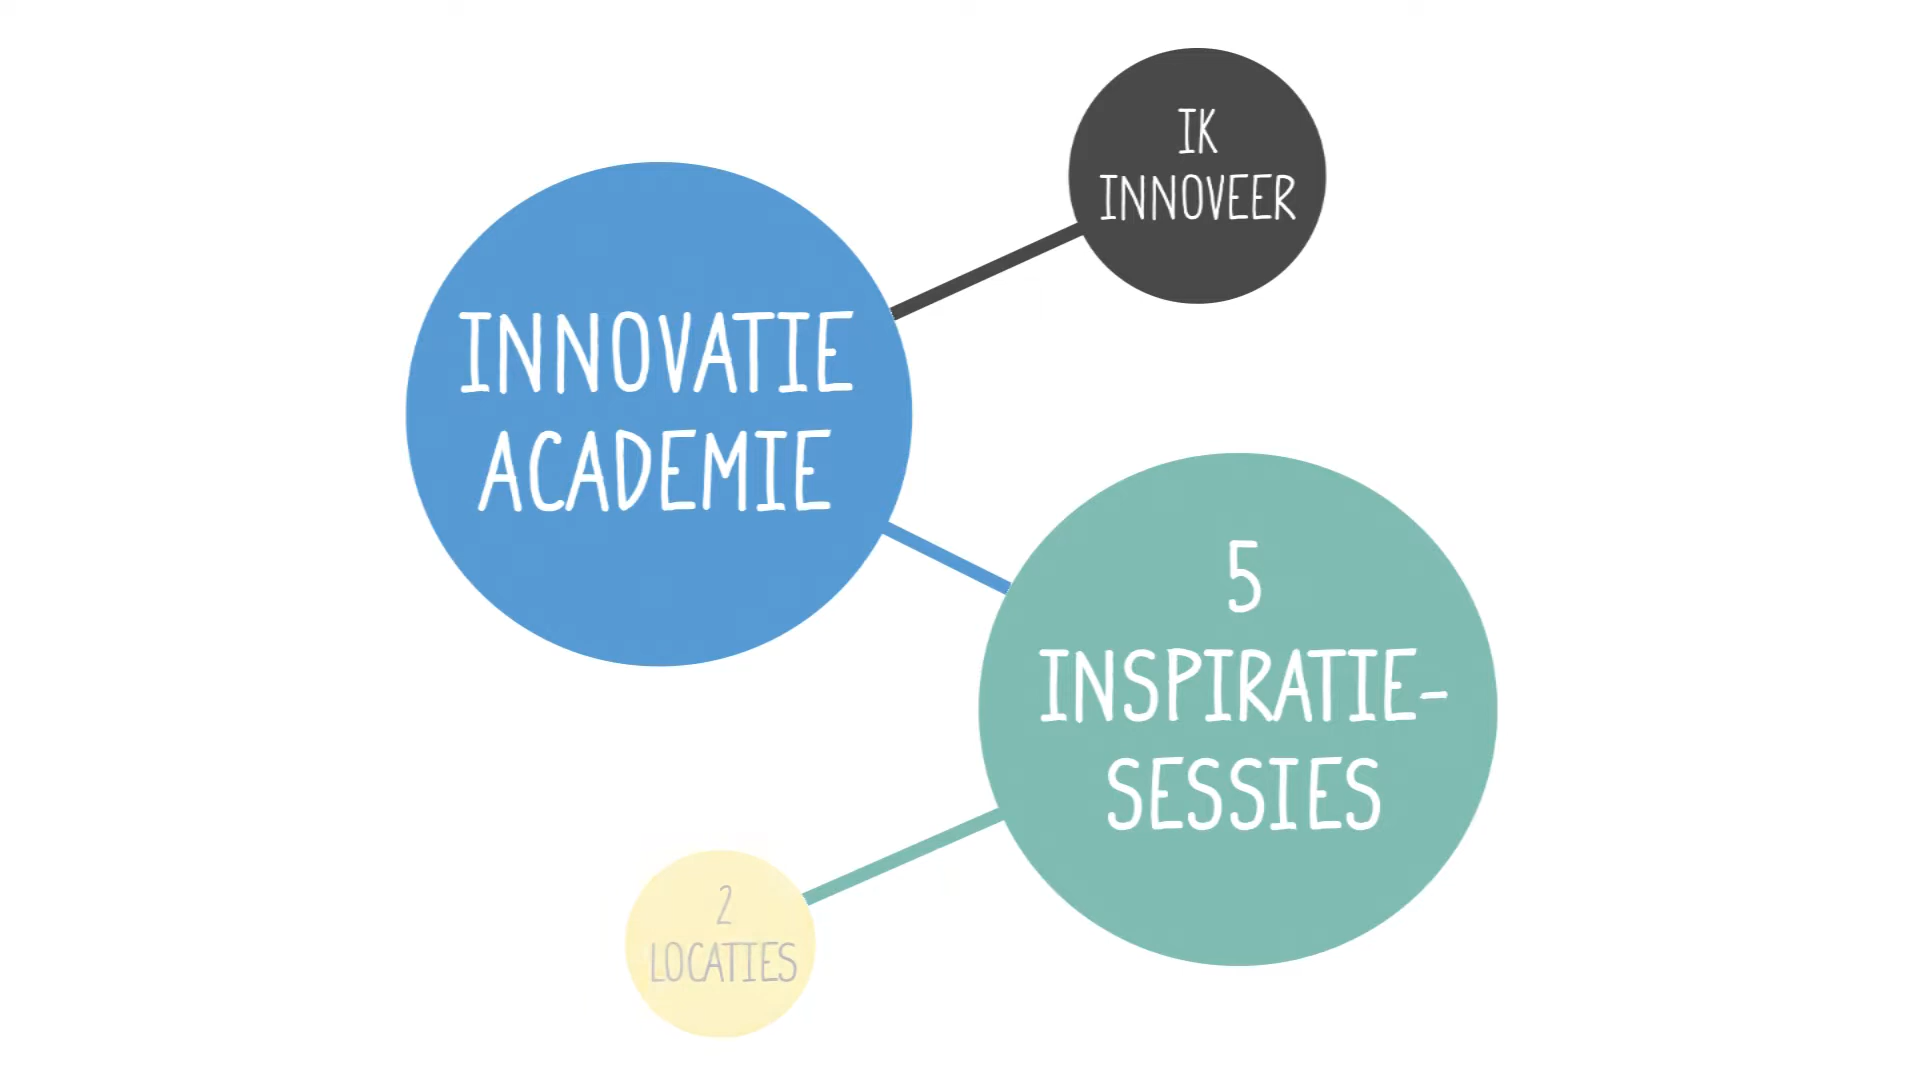 IK
INNOVEER
INNOVATIE
ACADEMIE
5
INSPIRATIE-
SESSIES
2
LOCATIES